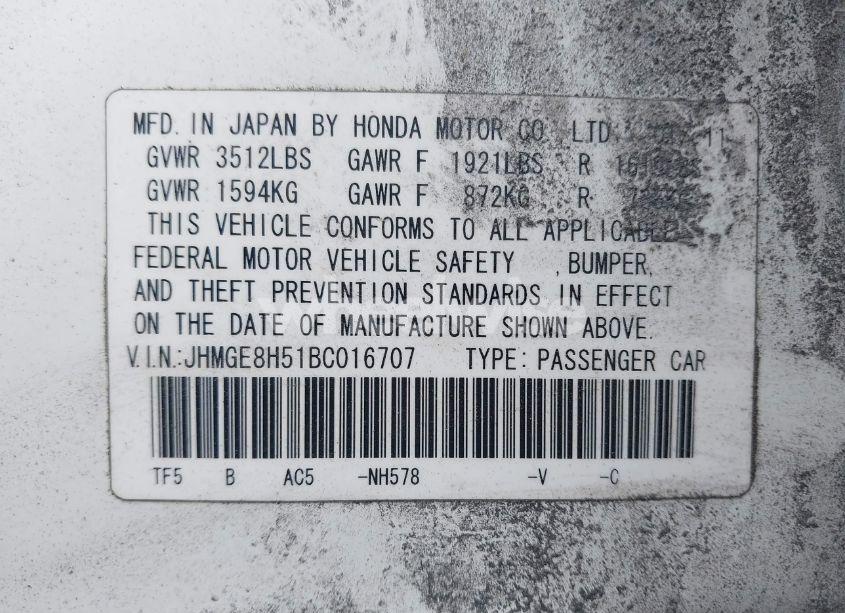 MFD. IN JAPAN BY HONDA MOTOR CO. LTD 11
GVWR 3512LBS GAWR F 1921LBS R
GVWR 1594KG GAWR F 872KG R
THIS VEHICLE CONFORMS TO ALL APPLICABLE
FEDERAL MOTOR VEHICLE SAFETY , BUMPER,
AND THEFT PREVENTION STANDARDS IN EFFECT
ON THE DATE OF MANUFACTURE SHOWN ABOVE.
V.I.N.:JHMGE8H51BC016707 TYPE: PASSENGER CAR
TF5 B AC5 -NH578 -V -C